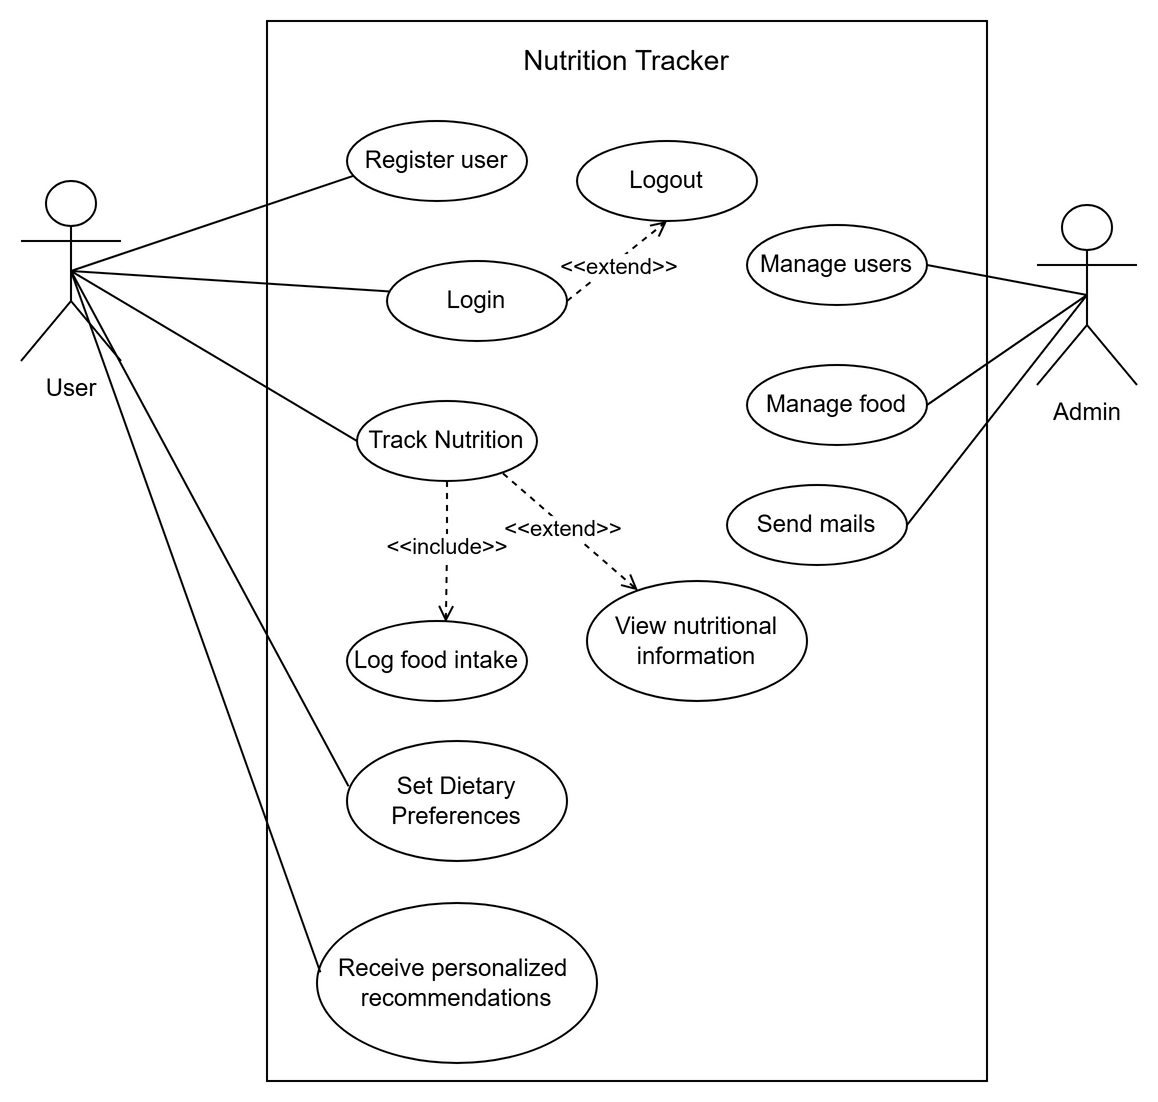 Nutrition Tracker
Register user
Logout
Manage users
<<extend>>
Login
User
Manage food
Admin
Track Nutrition
Send mails
<<extend>>
<<include>>
View nutritional
information
Log food intake
Set Dietary
Preferences
Receive personalized
recommendations